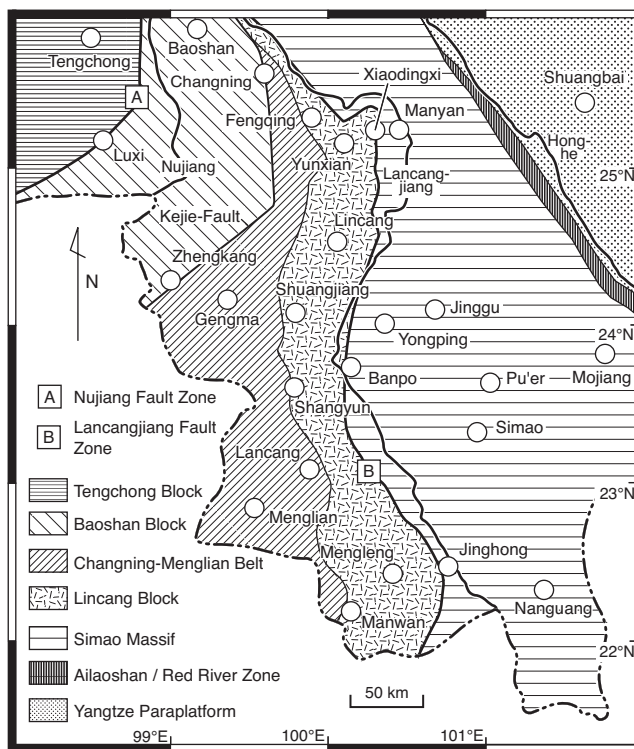 Baoshan
Tengchong
Changning
Xiaodingxi
Shuangbai
A
Fengqing
Manyan
Hong-
he
Luxi
Nujiang
Yunxian
Lancang-
jiang
25°N
Kejie-Fault
Lincang
N
Zhengkang
Shuangjiang
Gengma
Jinggu
Yongping
24°N
Banpo
Pu'er
Mojiang
A
Nujiang Fault Zone
Shangyun
B
Lancangjiang Fault
Zone
Simao
Lancang
B
23°N
Tengchong Block
Menglian
Baoshan Block
Mengleng
Jinghong
Changning-Menglian Belt
Nanguang
Lincang Block
Manwan
Simao Massif
22°N
Ailaoshan / Red River Zone
50 km
Yangtze Paraplatform
99°E
100°E
101°E